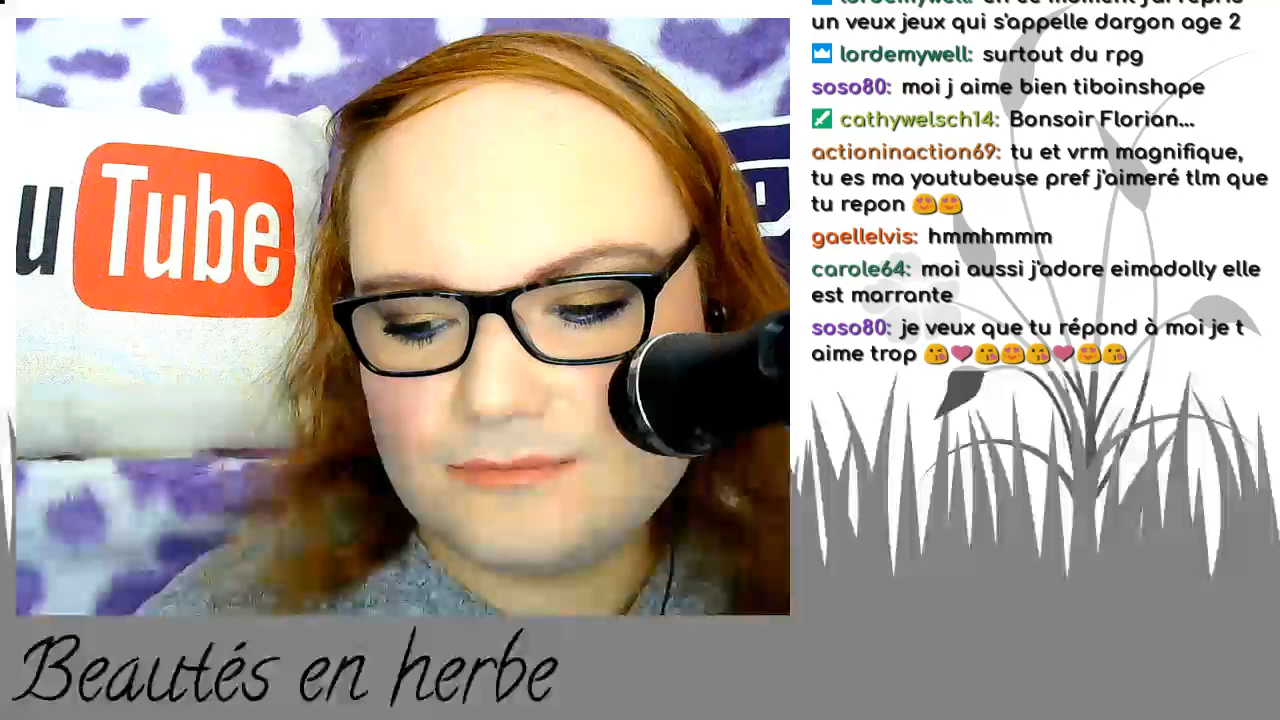 u Tube
un veux jeux qui s'appelle dargon age 2
lordemywell: surtout du rpg
soso80: moi j aime bien tiboinshape
cathywelsch14: Bonsoir Florian...
actioninaction69: tu et vrm magnifique,
tu es ma youtubeuse pref j'aimeré tlm que
tu repon 😍😍
gaellelvis: hmmhmmm
carole64: moi aussi j'adore eimadolly elle
est marrante
soso80: je veux que tu répond à moi je t
aime trop 😘❤️😘😍😘❤️😍😘
Beautés en herbe